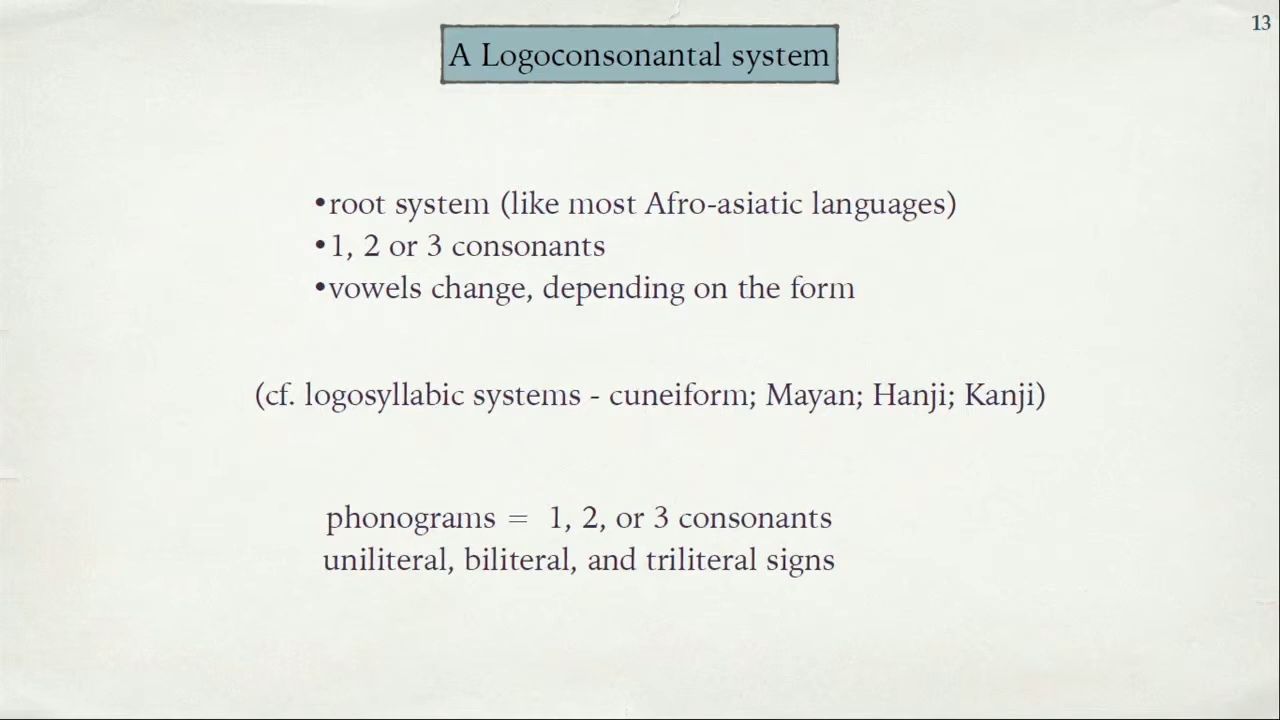 13
A Logoconsonantal system
•root system (like most Afro-asiatic languages)
•1, 2 or 3 consonants
•vowels change, depending on the form
(cf. logosyllabic systems - cuneiform; Mayan; Hanji; Kanji)
phonograms = 1, 2, or 3 consonants
uniliteral, biliteral, and triliteral signs